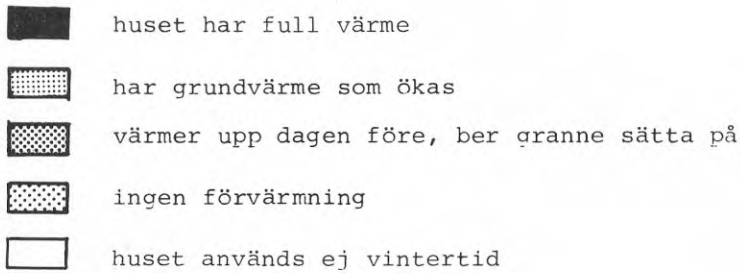 huset har full värme
har grundvärme som ökas
värmer upp dagen före, ber granne sätta på
ingen förvärmning
huset används ej vintertid